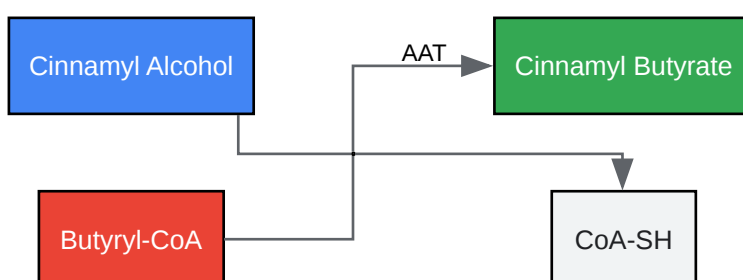 Cinnamyl Alcohol
AAT
Cinnamyl Butyrate
Butyryl-CoA
CoA-SH